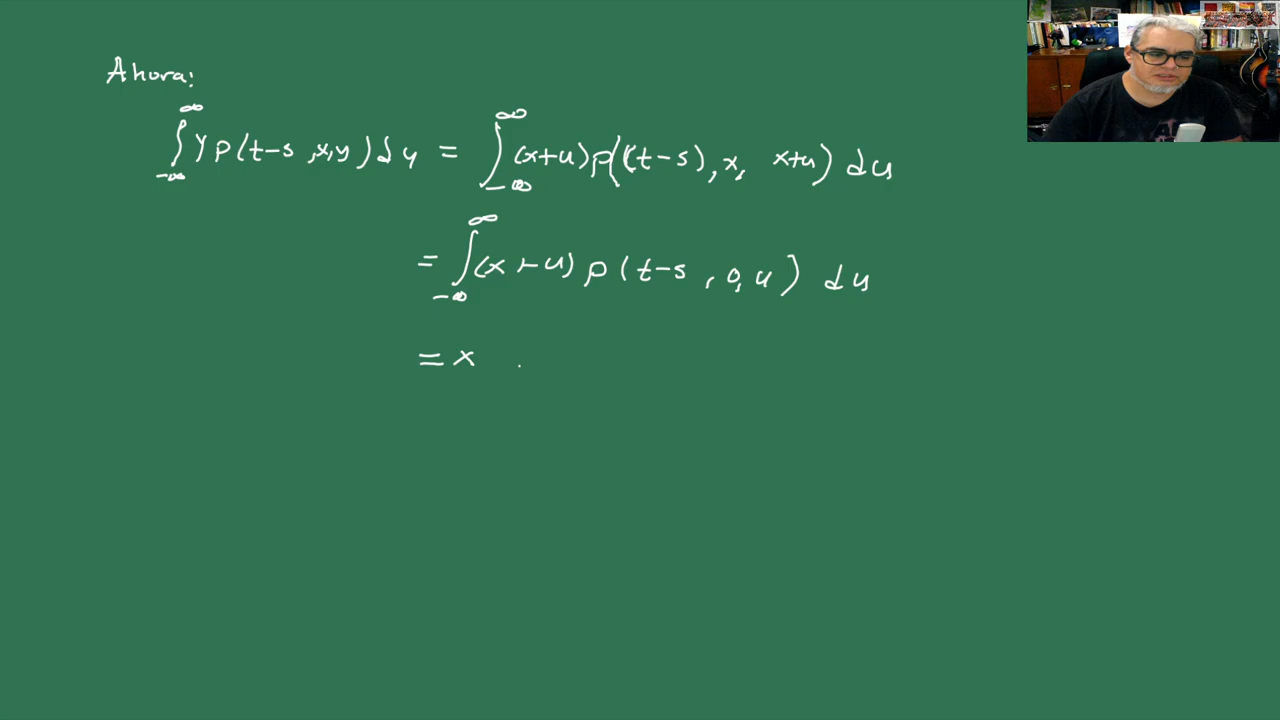 Ahora:
∫_{-∞}^{∞} y p(t-s, x, y) dy = ∫_{-∞}^{∞} (x+u) p((t-s), x, x+u) du
= ∫_{-∞}^{∞} (x+u) p(t-s, 0, u) du
= x